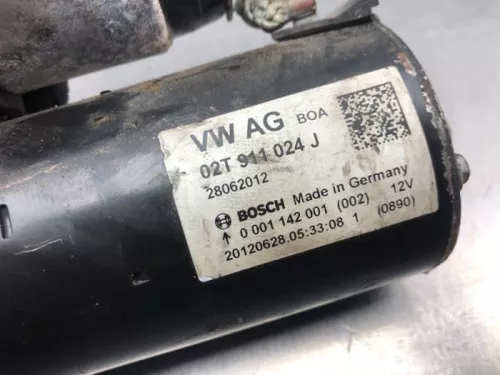 VW AG BOA
02T 911 024 J
28062012
BOSCH Made in Germany
↑ 0 001 142 001 (002) 12V
20120628.05:33:08 1 (0890)